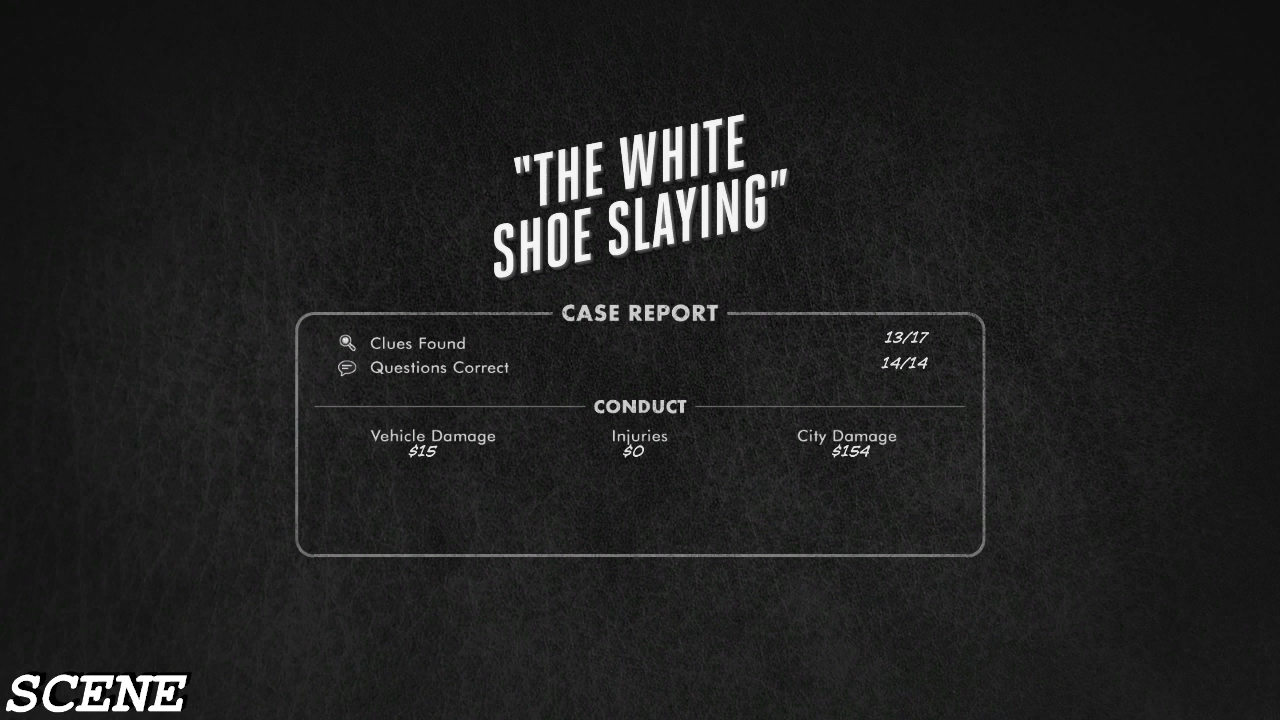 "THE WHITE
SHOE SLAYING"
CASE REPORT
Clues Found 13/17
Questions Correct 14/14
CONDUCT
Vehicle Damage Injuries City Damage
$15 $0 $154
SCENE